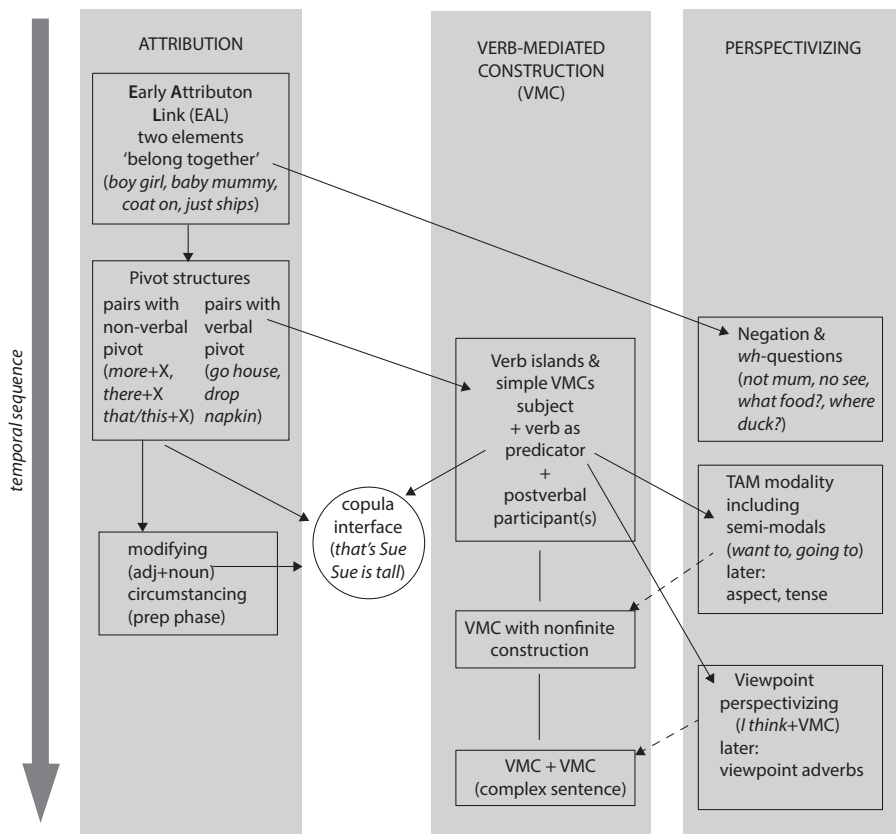 temporal sequence
ATTRIBUTION
Early Attributon
Link (EAL)
two elements
‘belong together’
(boy girl, baby mummy,
coat on, just ships)
Pivot structures
pairs with
non-verbal
pivot
(more+X,
there+X
that/this+X)
pairs with
verbal
pivot
(go house,
drop
napkin)
modifying
(adj+noun)
circumstancing
(prep phase)
copula
interface
(that’s Sue
Sue is tall)
VERB-MEDIATED
CONSTRUCTION
(VMC)
Verb islands &
simple VMCs
subject
+ verb as
predicator
+
postverbal
participant(s)
VMC with nonfinite
construction
VMC + VMC
(complex sentence)
PERSPECTIVIZING
Negation &
wh-questions
(not mum, no see,
what food?, where
duck?)
TAM modality
including
semi-modals
(want to, going to)
later:
aspect, tense
Viewpoint
perspectivizing
(I think+VMC)
later:
viewpoint adverbs